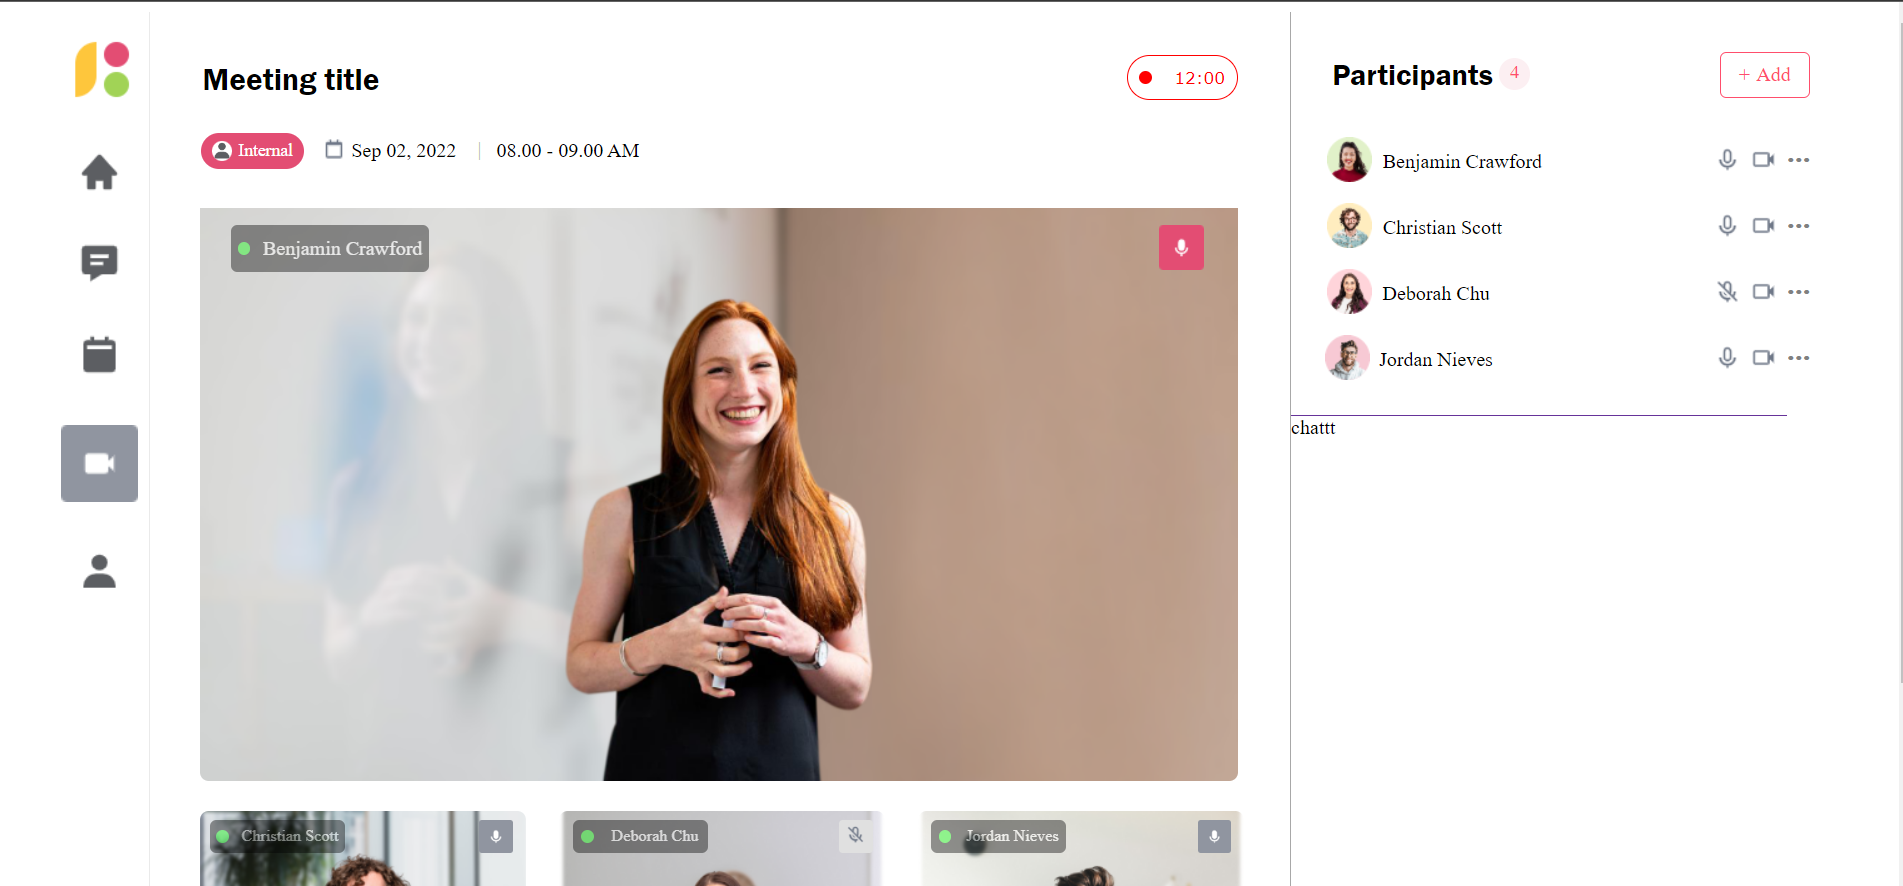 Meeting title
12:00
Internal
Sep 02, 2022
08.00 - 09.00 AM
Benjamin Crawford
Christian Scott
Deborah Chu
Jordan Nieves
Participants 4
+ Add
Benjamin Crawford
Christian Scott
Deborah Chu
Jordan Nieves
chattt